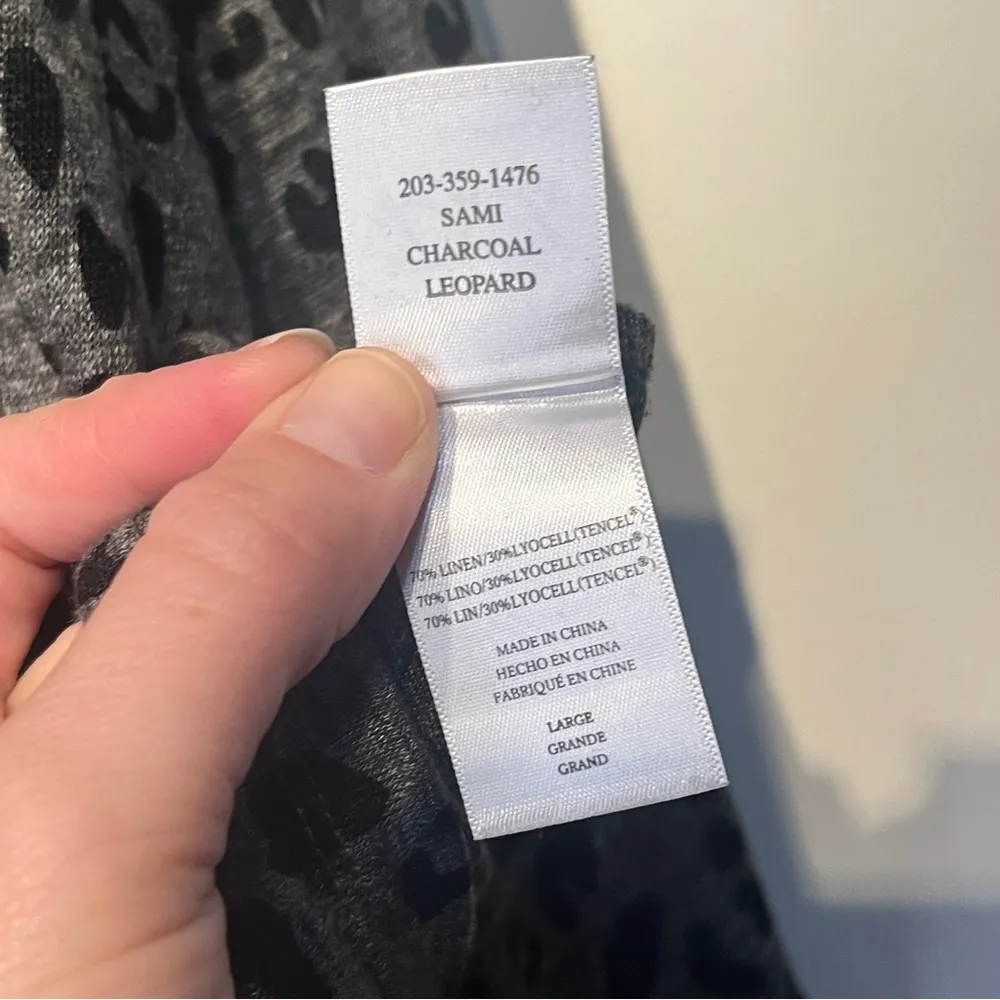 203-359-1476
SAMI
CHARCOAL
LEOPARD
70% LINEN/30%LYOCELL(TENCEL®)
70% LINO/30%LYOCELL(TENCEL®)
70% LIN/30%LYOCELL(TENCEL®)
MADE IN CHINA
HECHO EN CHINA
FABRIQUÉ EN CHINE
LARGE
GRANDE
GRAND